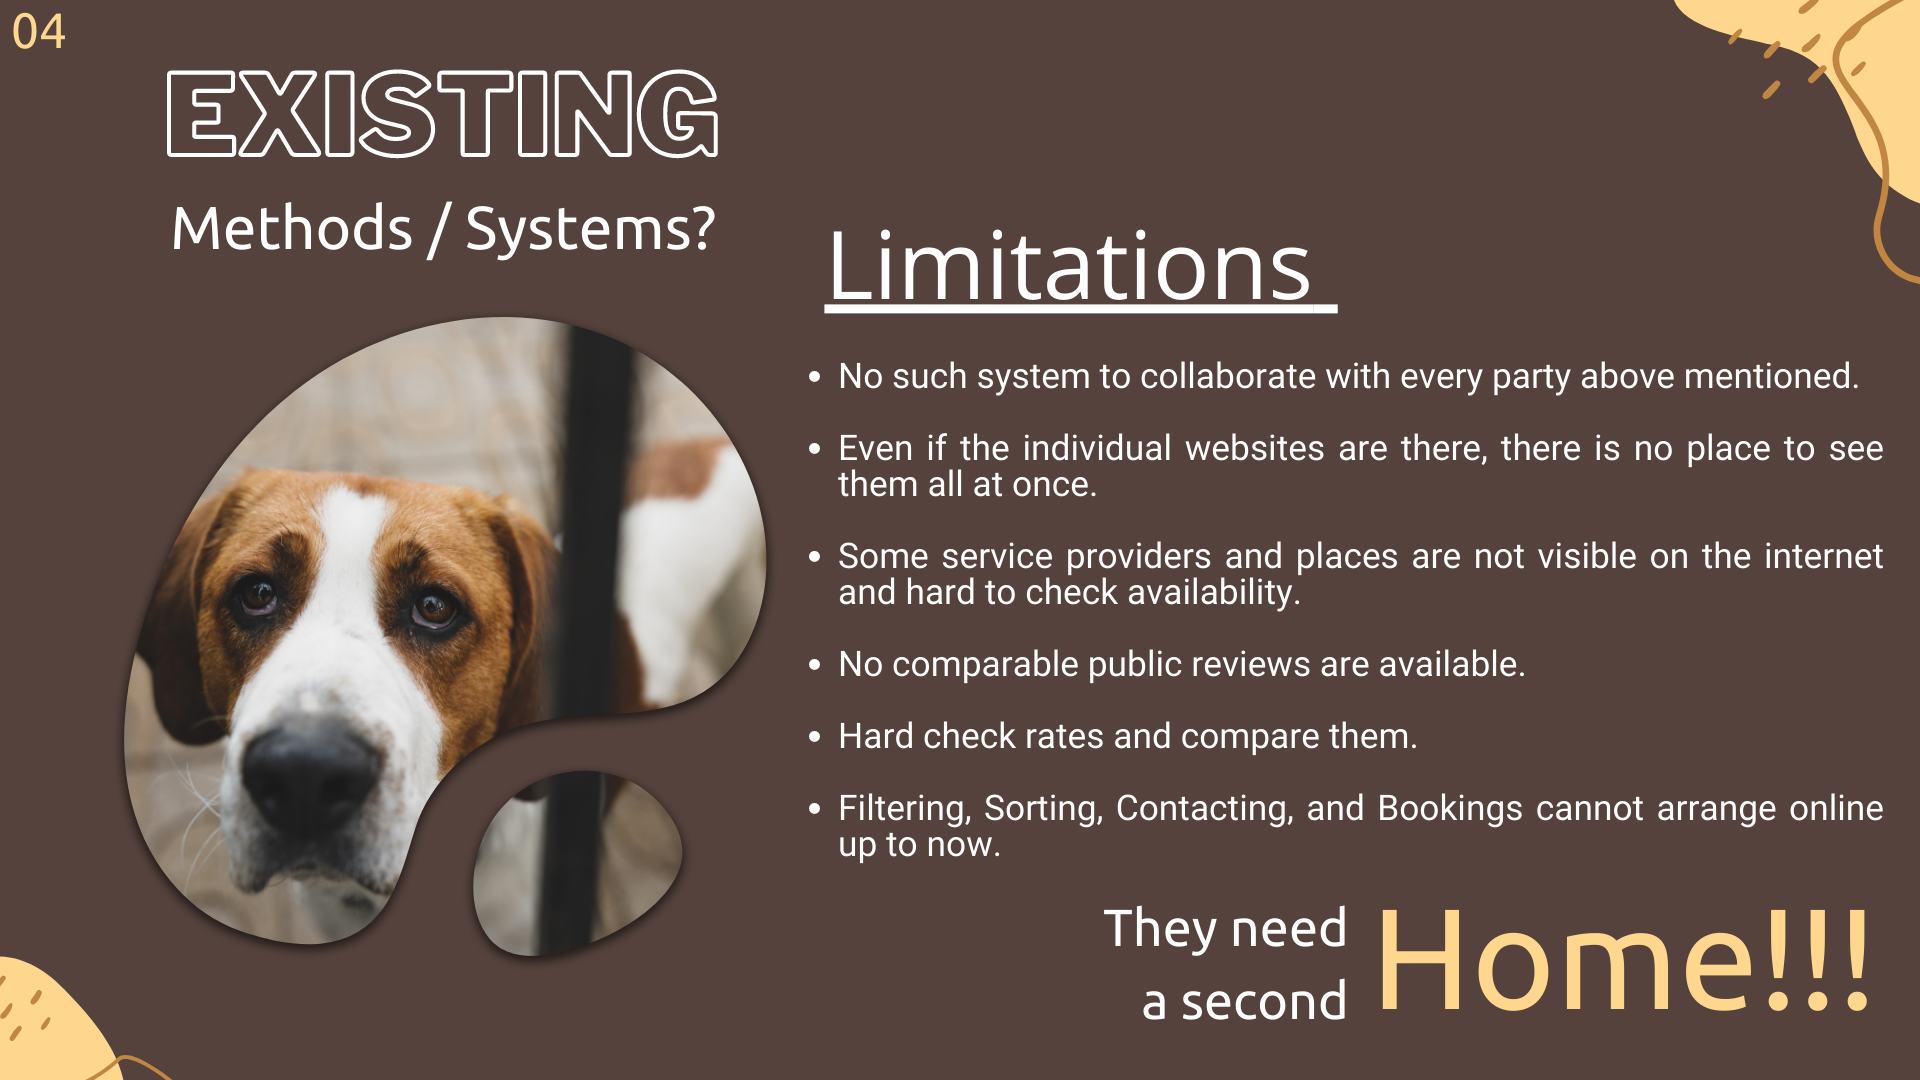 04
EXISTING
Methods / Systems?
Limitations
• No such system to collaborate with every party above mentioned.
• Even if the individual websites are there, there is no place to see
them all at once.
• Some service providers and places are not visible on the internet
and hard to check availability.
• No comparable public reviews are available.
• Hard check rates and compare them.
• Filtering, Sorting, Contacting, and Bookings cannot arrange online
up to now.
They need
a second
Home!!!